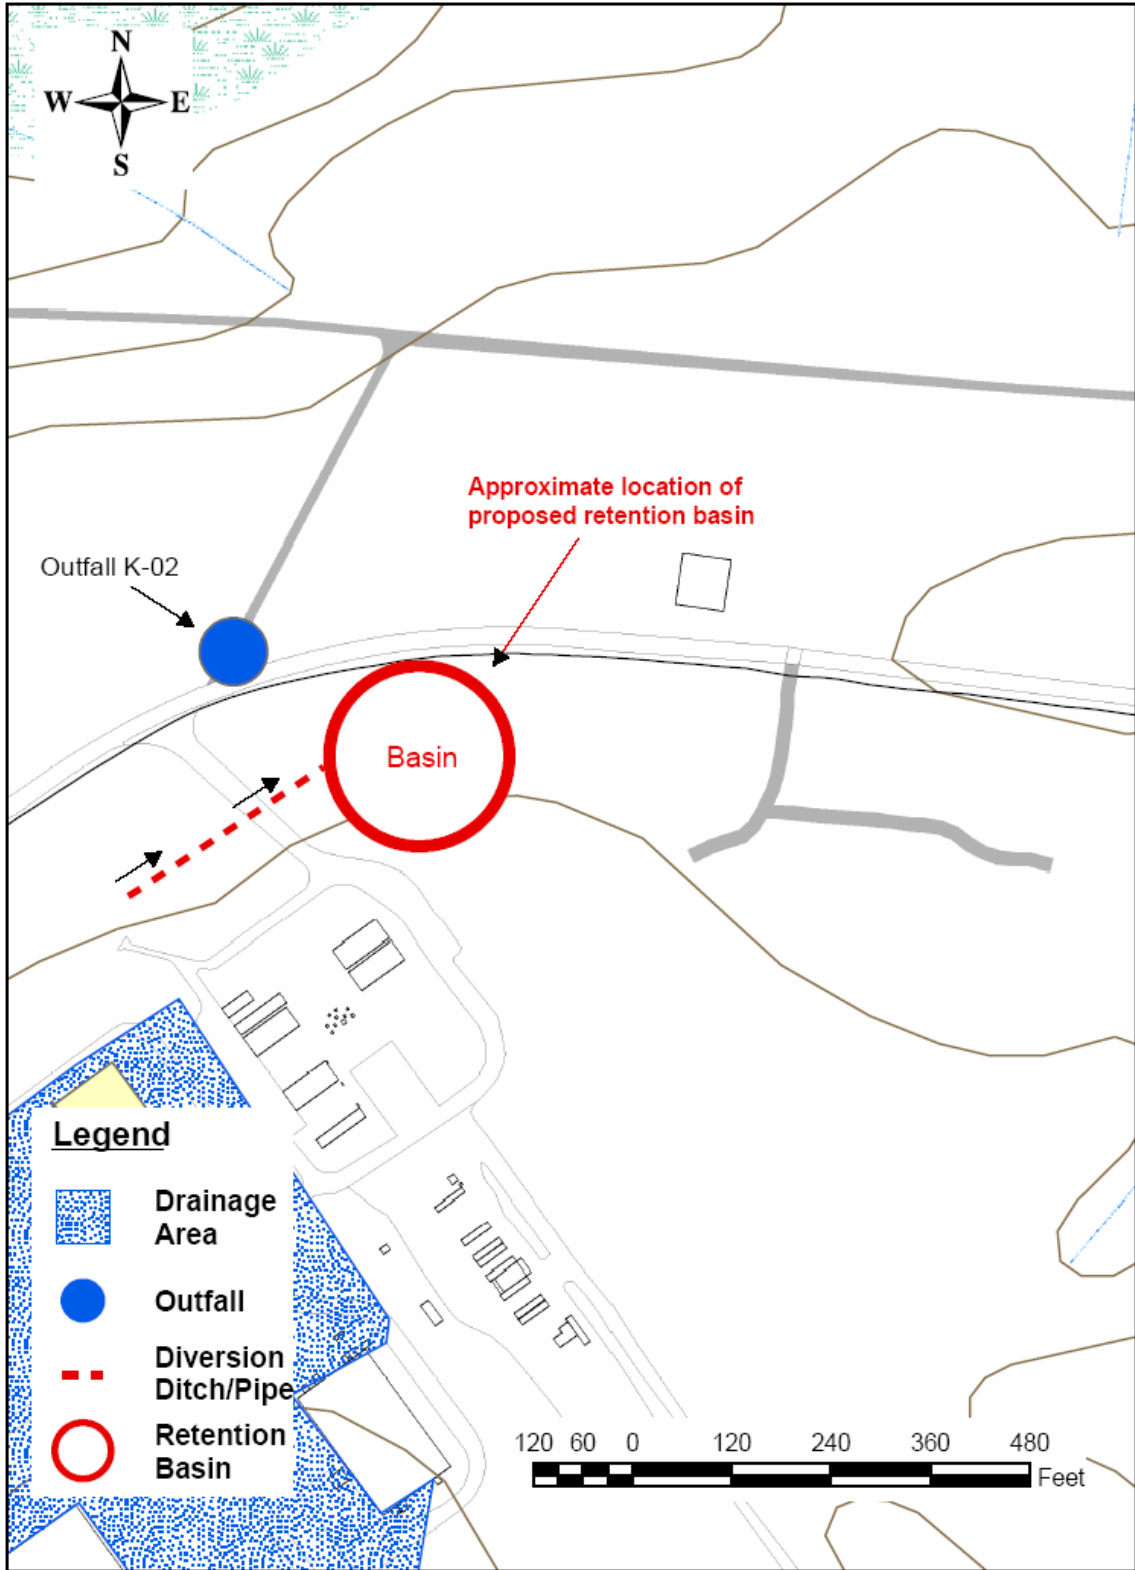 N
W E
S
Approximate location of
proposed retention basin
Outfall K-02
Basin
Legend
Drainage
Area
Outfall
Diversion
Ditch/Pipe
Retention
Basin
120 60 0 120 240 360 480
Feet